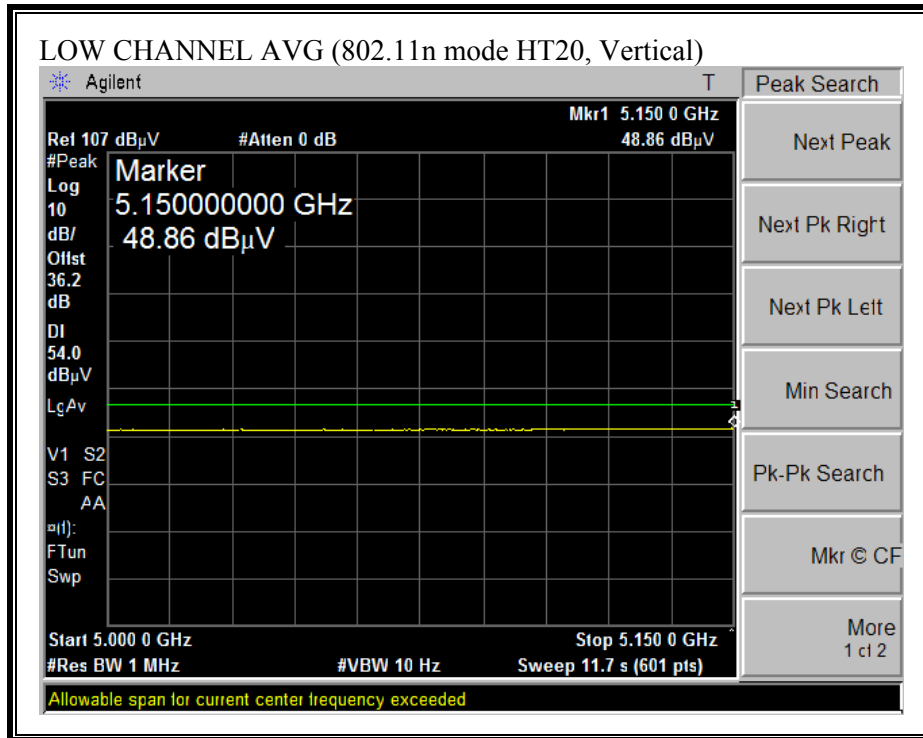 LOW CHANNEL AVG (802.11n mode HT20, Vertical)
Agilent T
Peak Search
Mkr1 5.150 0 GHz
Ref 107 dBµV #Atten 0 dB 48.86 dBµV
#Peak
Log
10
dB/
Offst
36.2
dB
DI
54.0
dBµV
LgAv
V1 S2
S3 FC
AA
¤(f):
FTun
Swp
Marker
5.150000000 GHz
48.86 dBµV
1
Start 5.000 0 GHz Stop 5.150 0 GHz
#Res BW 1 MHz #VBW 10 Hz Sweep 11.7 s (601 pts)
Allowable span for current center frequency exceeded
Next Peak
Next Pk Right
Next Pk Left
Min Search
Pk-Pk Search
Mkr © CF
More
1 of 2